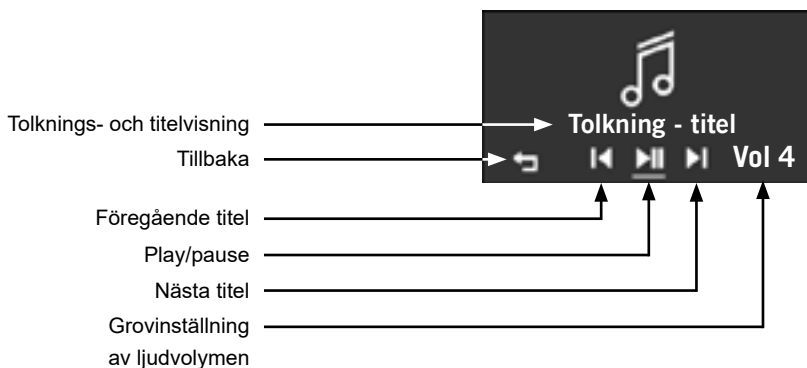 Tolknings- och titelvisning
Tolkning - titel
Tillbaka
Vol 4
Föregående titel
Play/pause
Nästa titel
Grovinställning
av ljudvolymen